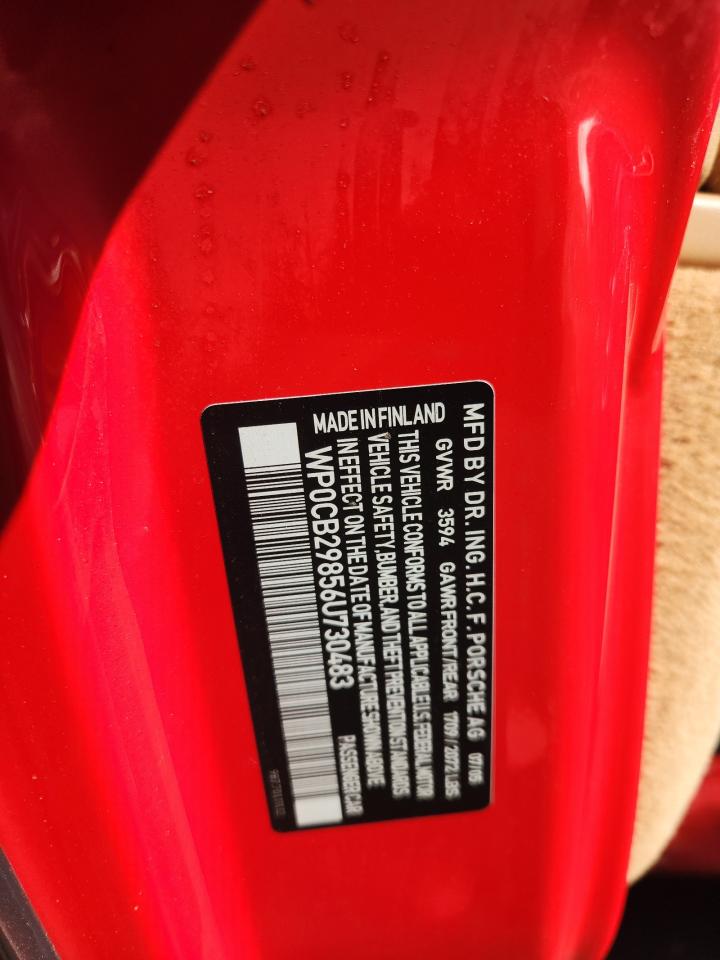 MFD BY DR. ING. H.C. F. PORSCHE AG 07/05
GVWR 3594 GAWR FRONT/REAR 1709 / 2072 LBS
THIS VEHICLE CONFORMS TO ALL APPLICABLE U.S. FEDERAL MOTOR
VEHICLE SAFETY, BUMBER, AND THEFT PREVENTION STANDARDS
IN EFFECT ON THE DATE OF MANUFACTURE SHOWN ABOVE
MADE IN FINLAND
WP0CB29856U730483 PASSENGER CAR